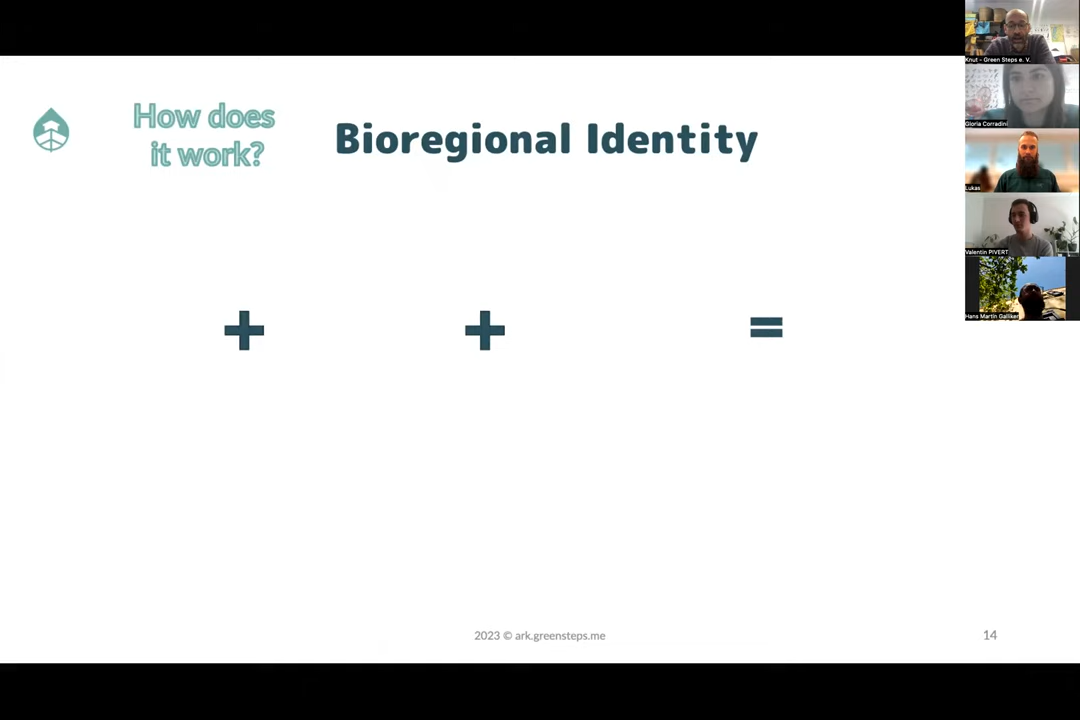 How does
it work?
Bioregional Identity
+ + =
2023 © ark.greensteps.me
14
Knut - Green Steps e. V.
Gloria Corradini
Lukas
Valentin PIVERT
Hans Martin Galliker